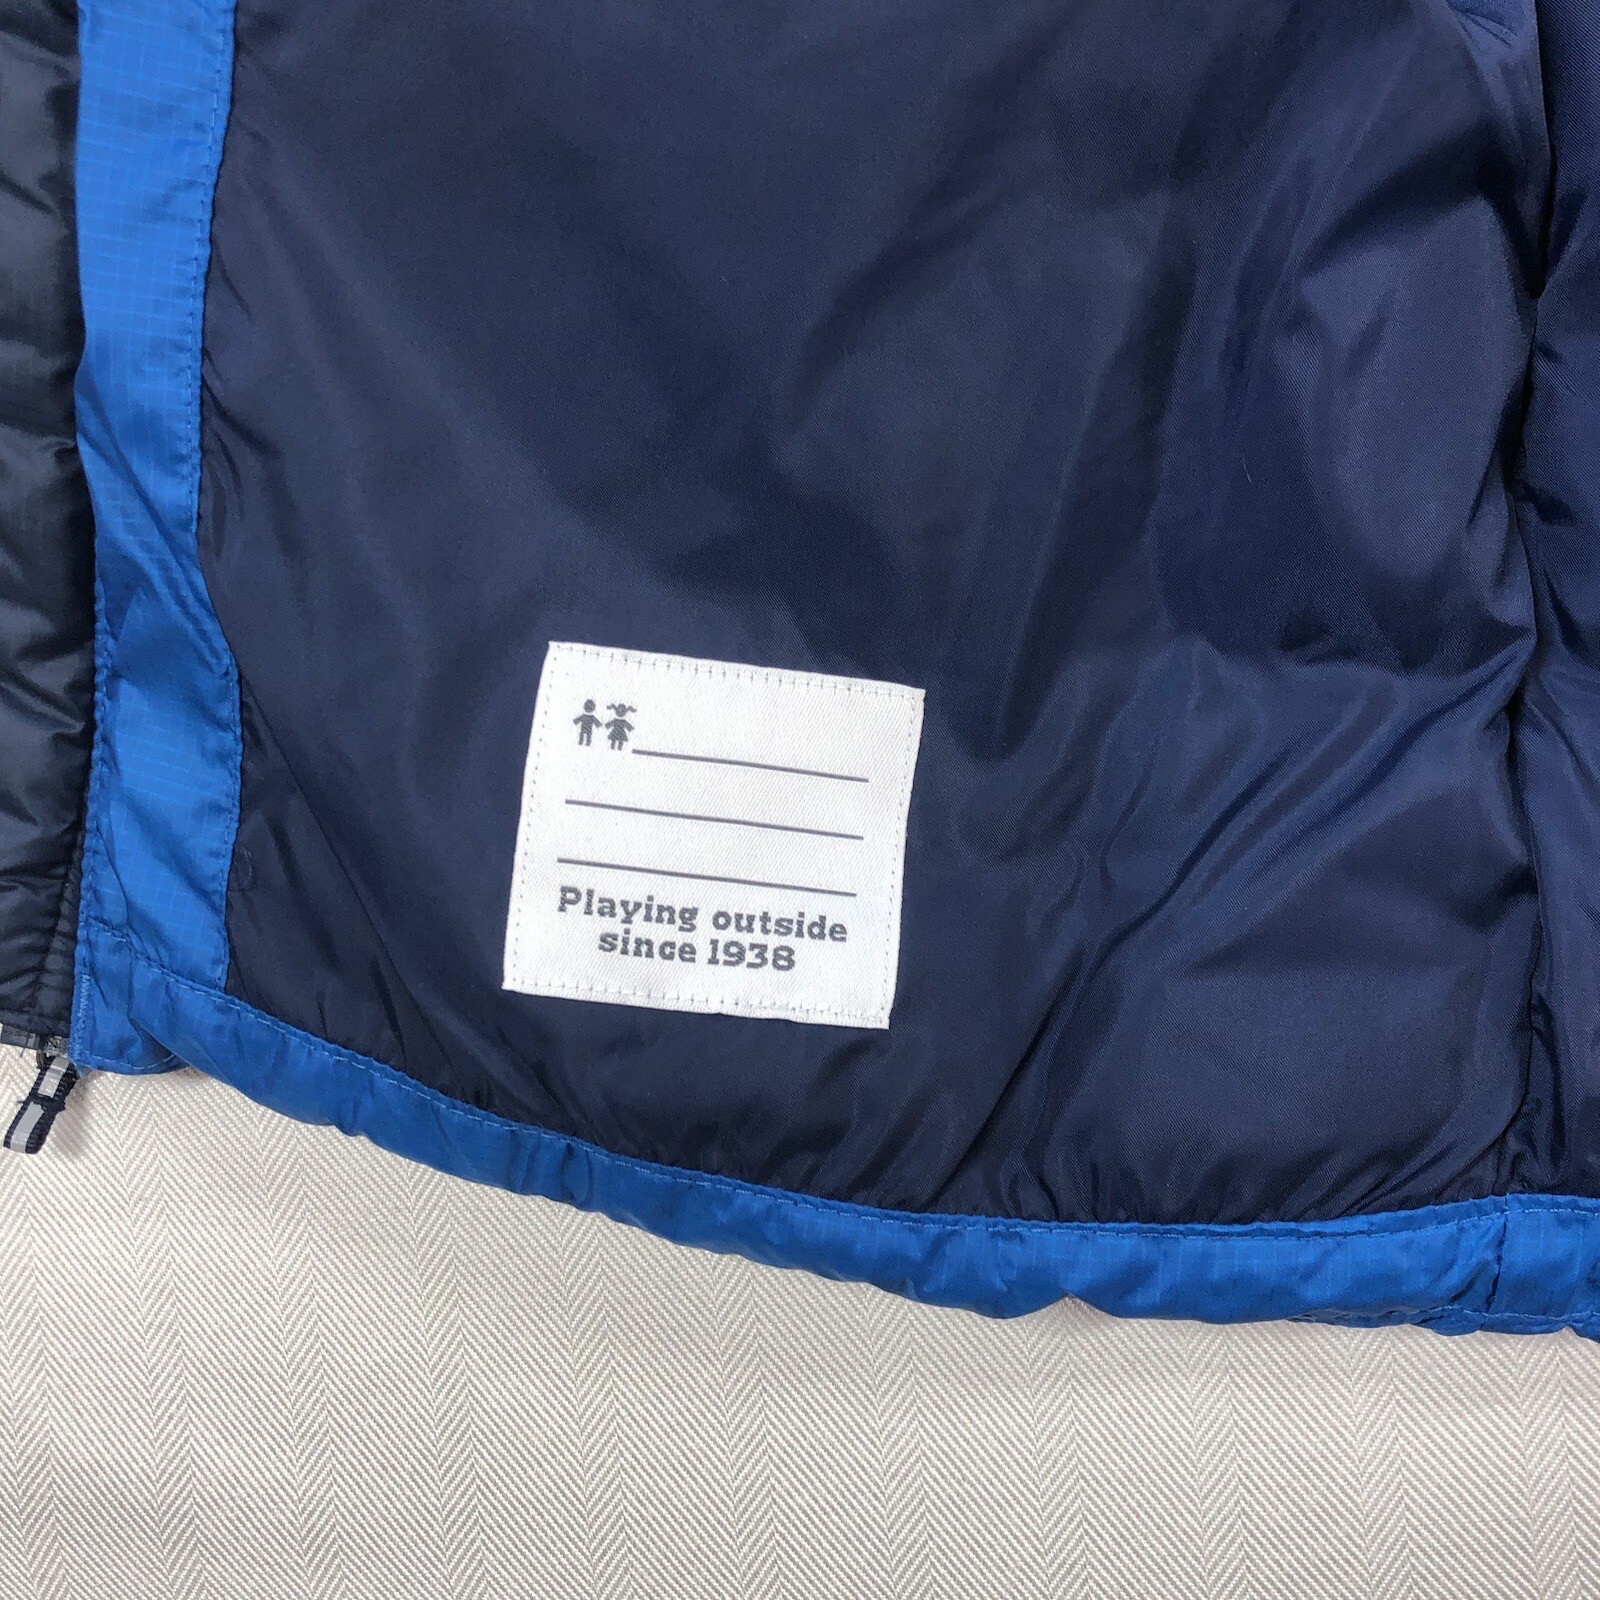 Playing outside
since 1938